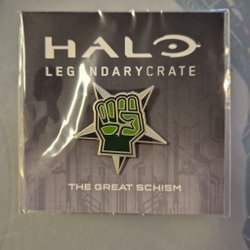 HALO
LEGENDARYCRATE
THE GREAT SCHISM